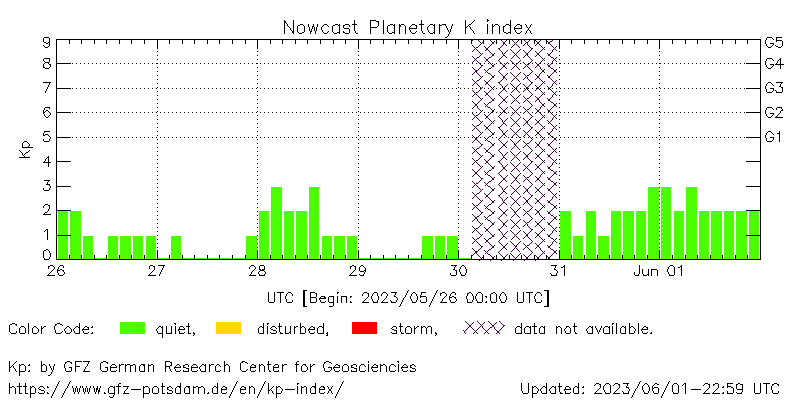 Nowcast Planetary K index
9 G5
8 G4
7 G3
6 G2
5 G1
4
3
2
1
0
Kp
26 27 28 29 30 31 Jun 01
UTC [Begin: 2023/05/26 00:00 UTC]
Color Code: quiet, disturbed, storm, data not available.
Kp: by GFZ German Research Center for Geosciencies
https://www.gfz-potsdam.de/en/kp-index/ Updated: 2023/06/01-22:59 UTC